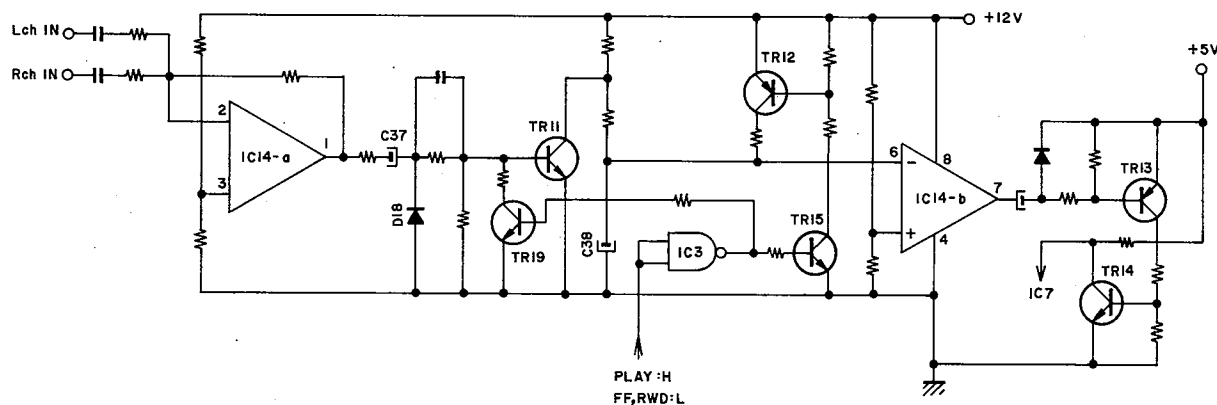 Lch IN
Rch IN
+12V
+5V
2
3
1
IC14-a
C37
D18
TR11
TR19
C38
IC3
TR12
TR15
6
8
7
4
-
+
IC14-b
TR13
TR14
IC7
PLAY:H
FF,RWD:L